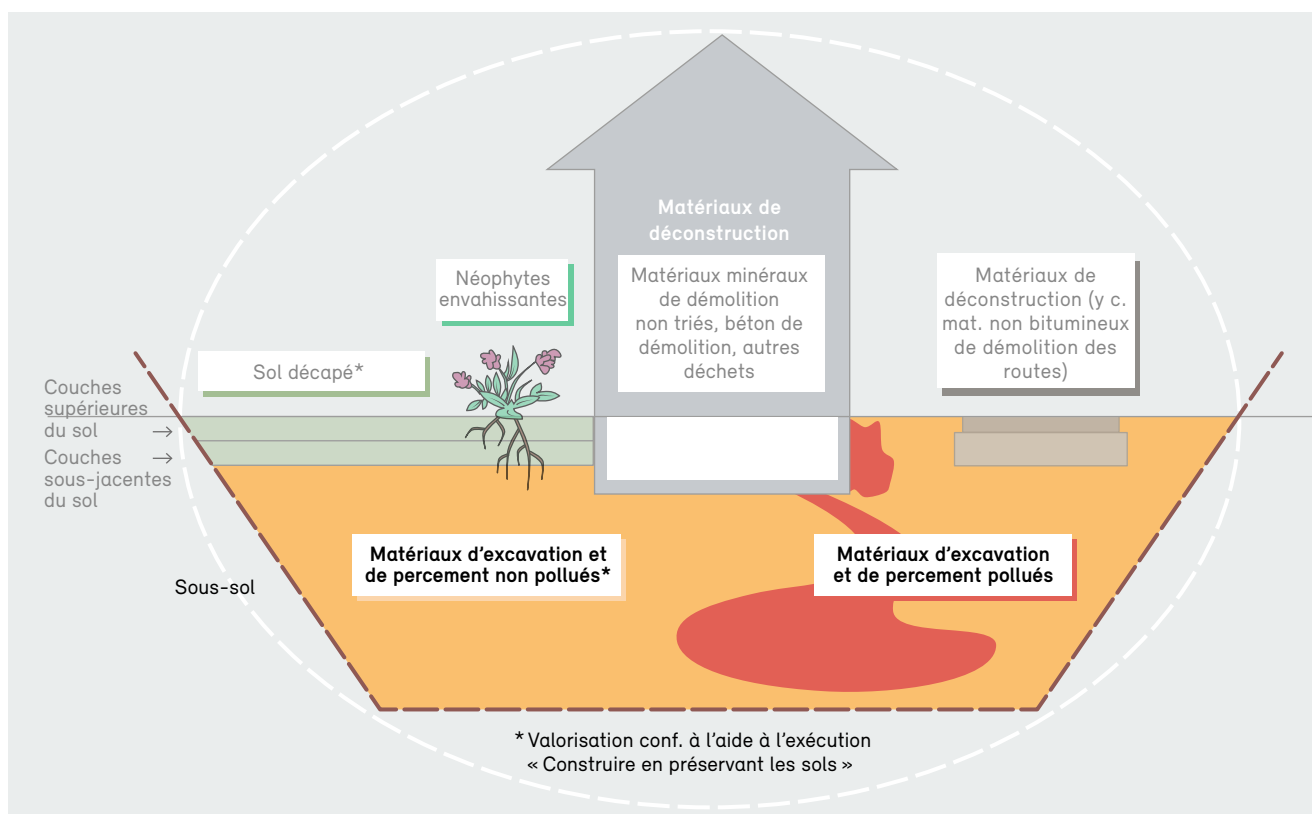 Matériaux de
déconstruction
Néophytes
envahissantes
Matériaux minéraux
de démolition
non triés, béton de
démolition, autres
déchets
Matériaux de
déconstruction (y c.
mat. non bitumineux
de démolition des
routes)
Sol décapé*
Couches
supérieures
du sol →
Couches →
sous-jacentes
du sol
Matériaux d'excavation et
de percement non pollués*
Matériaux d'excavation
et de percement pollués
Sous-sol
* Valorisation conf. à l'aide à l'exécution
« Construire en préservant les sols »